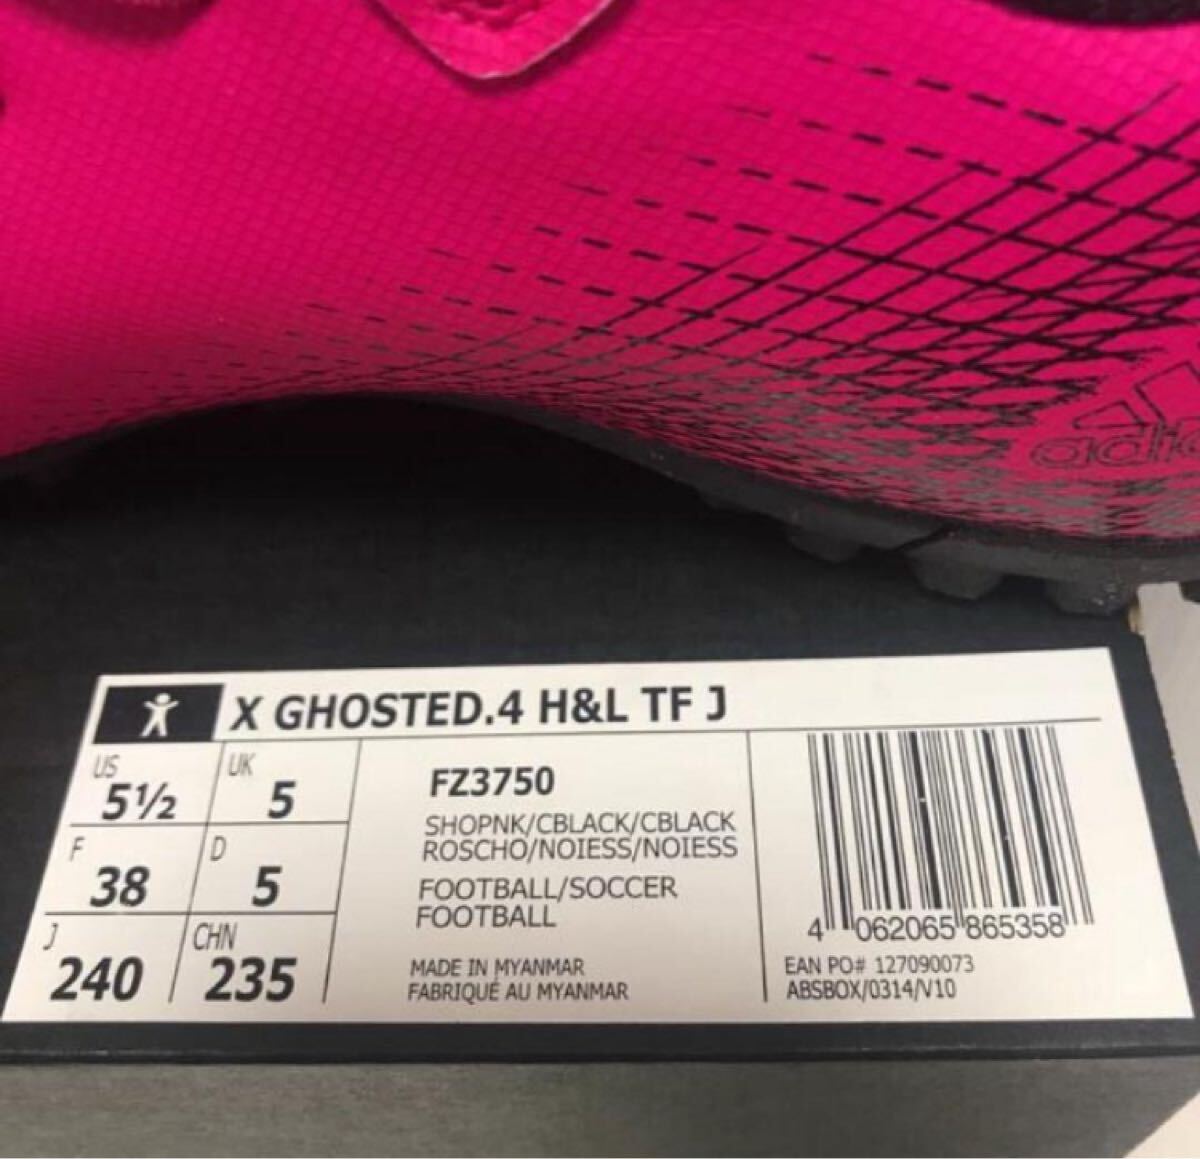 adidas
X GHOSTED.4 H&L TF J
US UK
5½ 5
F D
38 5
J CHN
240 235
FZ3750
SHOPNK/CBLACK/CBLACK
ROSCHO/NOIESS/NOIESS
FOOTBALL/SOCCER
FOOTBALL
MADE IN MYANMAR
FABRIQUÉ AU MYANMAR
4 062065 865358
EAN PO# 127090073
ABSBOX/0314/V10